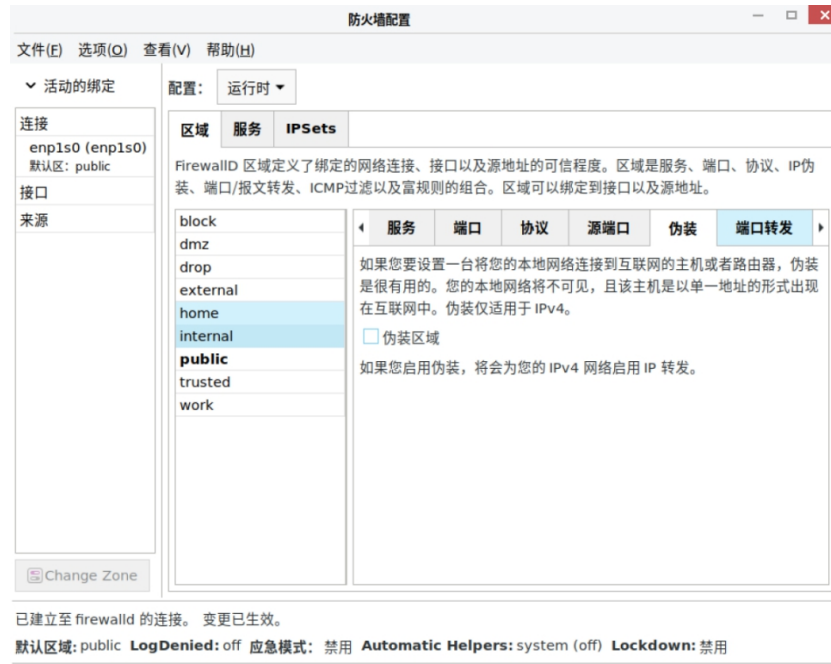 防火墙配置
文件(F) 选项(O) 查看(V) 帮助(H)
活动的绑定
连接
enp1s0 (enp1s0)
默认区: public
接口
来源
Change Zone
配置: 运行时
区域 服务 IPSets
FirewallD 区域定义了绑定的网络连接、接口以及源地址的可信程度。区域是服务、端口、协议、IP伪
装、端口/报文转发、ICMP过滤以及富规则的组合。区域可以绑定到接口以及源地址。
block
dmz
drop
external
home
internal
public
trusted
work
服务 端口 协议 源端口 伪装 端口转发
如果您要设置一台将您的本地网络连接到互联网的主机或者路由器，伪装
是很有用的。您的本地网络将不可见，且该主机是以单一地址的形式出现
在互联网中。伪装仅适用于 IPv4。
伪装区域
如果您启用伪装，将会为您的 IPv4 网络启用 IP 转发。
已建立至 firewalld 的连接。 变更已生效。
默认区域: public LogDenied: off 应急模式: 禁用 Automatic Helpers: system (off) Lockdown: 禁用